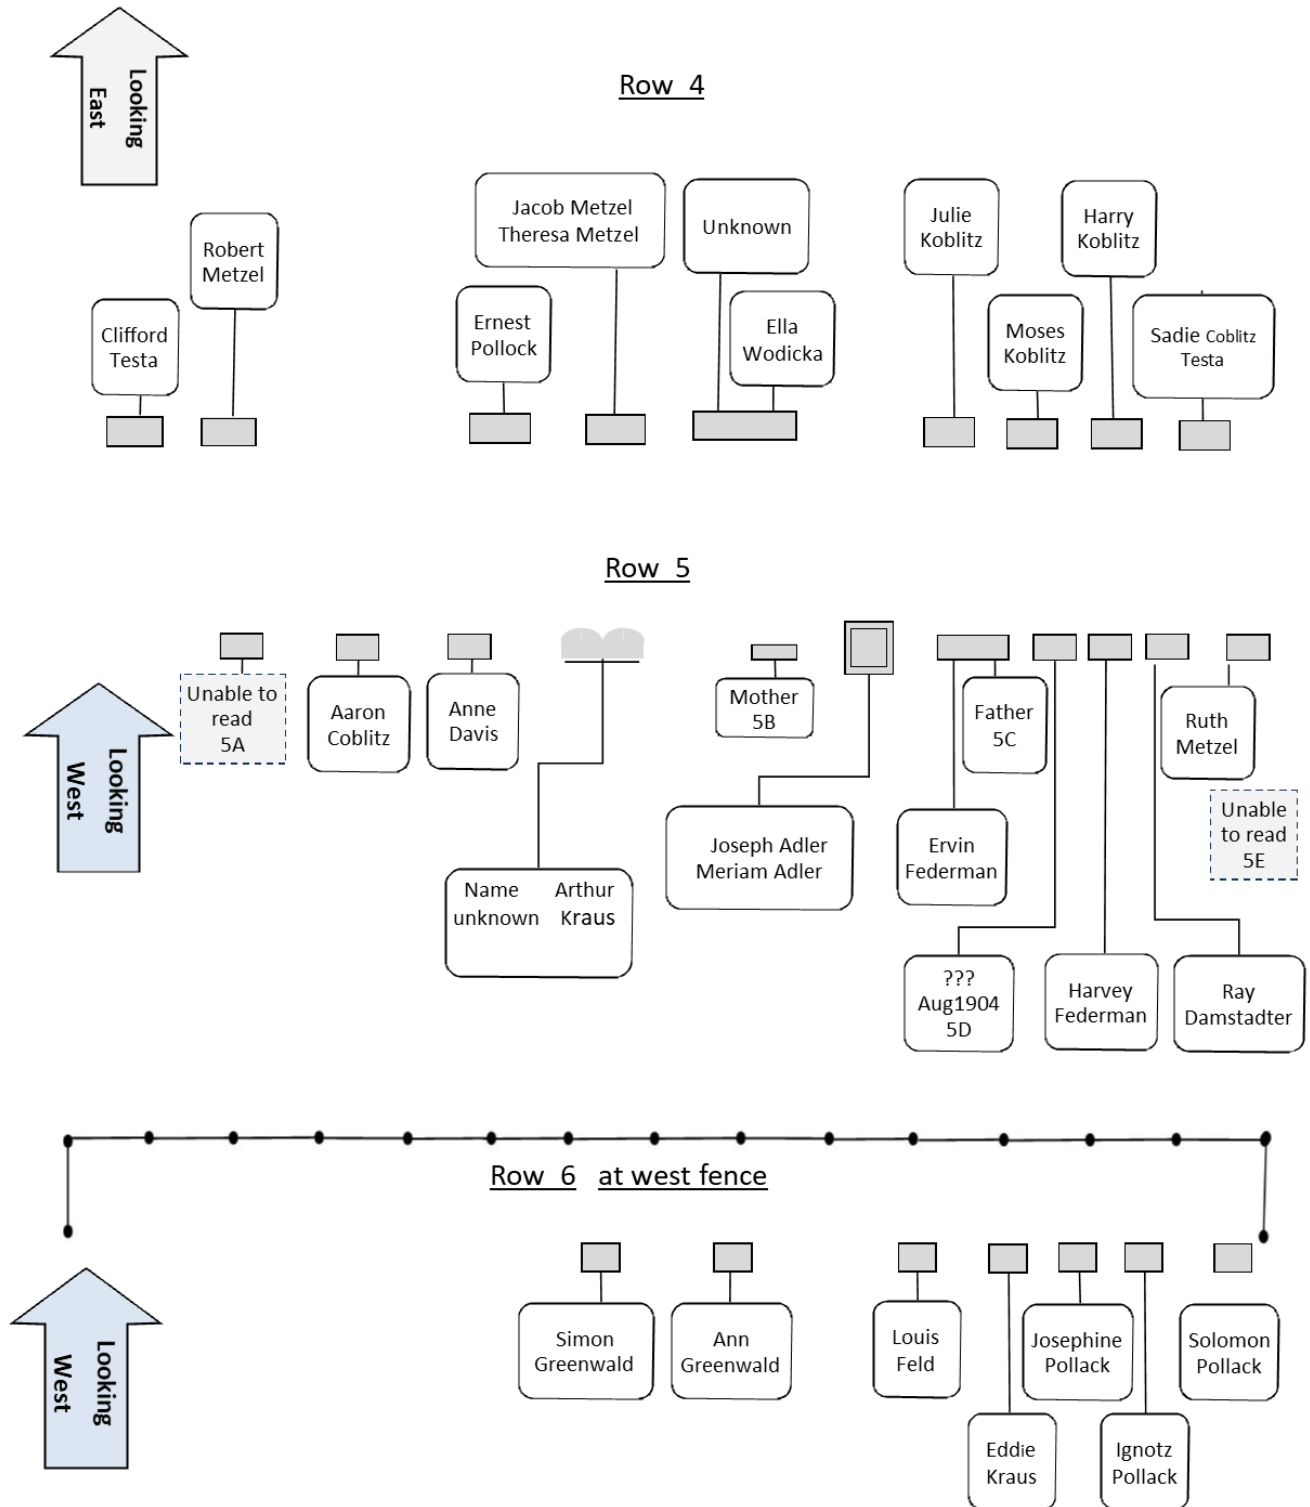 Looking
East
Row 4
Jacob Metzel
Theresa Metzel
Unknown
Julie
Koblitz
Harry
Koblitz
Robert
Metzel
Clifford
Testa
Ernest
Pollock
Ella
Wodicka
Moses
Koblitz
Sadie Coblitz
Testa
Row 5
Looking
West
Unable to
read
5A
Aaron
Coblitz
Anne
Davis
Mother
5B
Father
5C
Ruth
Metzel
Unable
to read
5E
Joseph Adler
Meriam Adler
Ervin
Federman
Name Arthur
unknown Kraus
???
Aug1904
5D
Harvey
Federman
Ray
Damstadter
Row 6 at west fence
Looking
West
Simon
Greenwald
Ann
Greenwald
Louis
Feld
Josephine
Pollack
Solomon
Pollack
Eddie
Kraus
Ignotz
Pollack